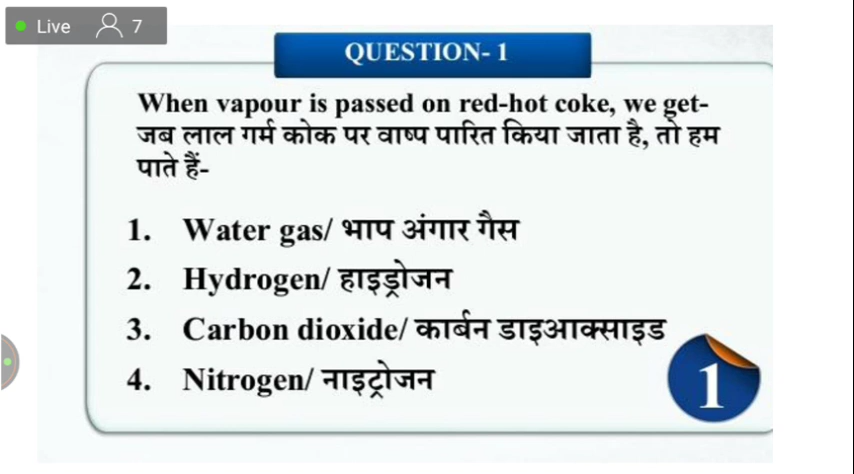 Live 7
QUESTION- 1
When vapour is passed on red-hot coke, we get-
जब लाल गर्म कोक पर वाष्प पारित किया जाता है, तो हम
पाते हैं-
1. Water gas/ भाप अंगार गैस
2. Hydrogen/ हाइड्रोजन
3. Carbon dioxide/ कार्बन डाइआक्साइड
4. Nitrogen/ नाइट्रोजन
1